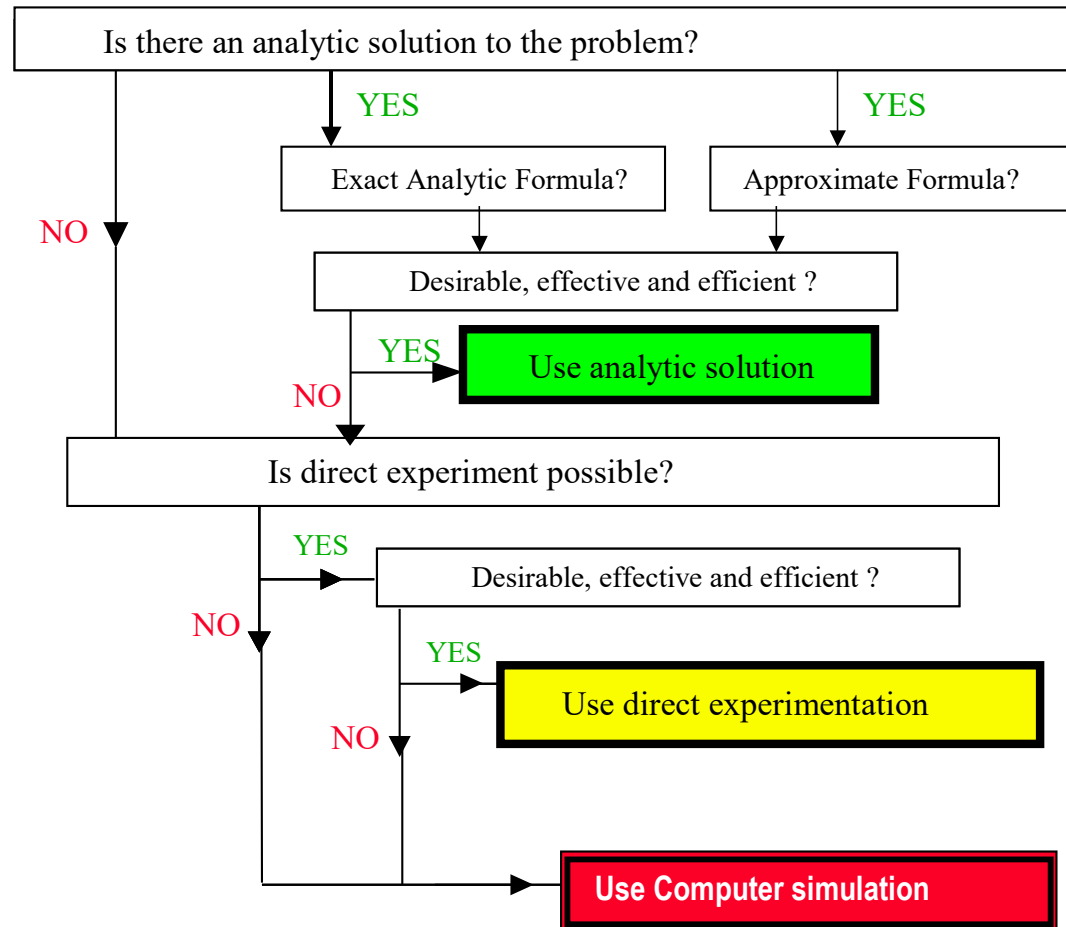 Is there an analytic solution to the problem?
YES
YES
Exact Analytic Formula?
Approximate Formula?
NO
Desirable, effective and efficient ?
YES
Use analytic solution
NO
Is direct experiment possible?
YES
Desirable, effective and efficient ?
NO
YES
Use direct experimentation
NO
Use Computer simulation